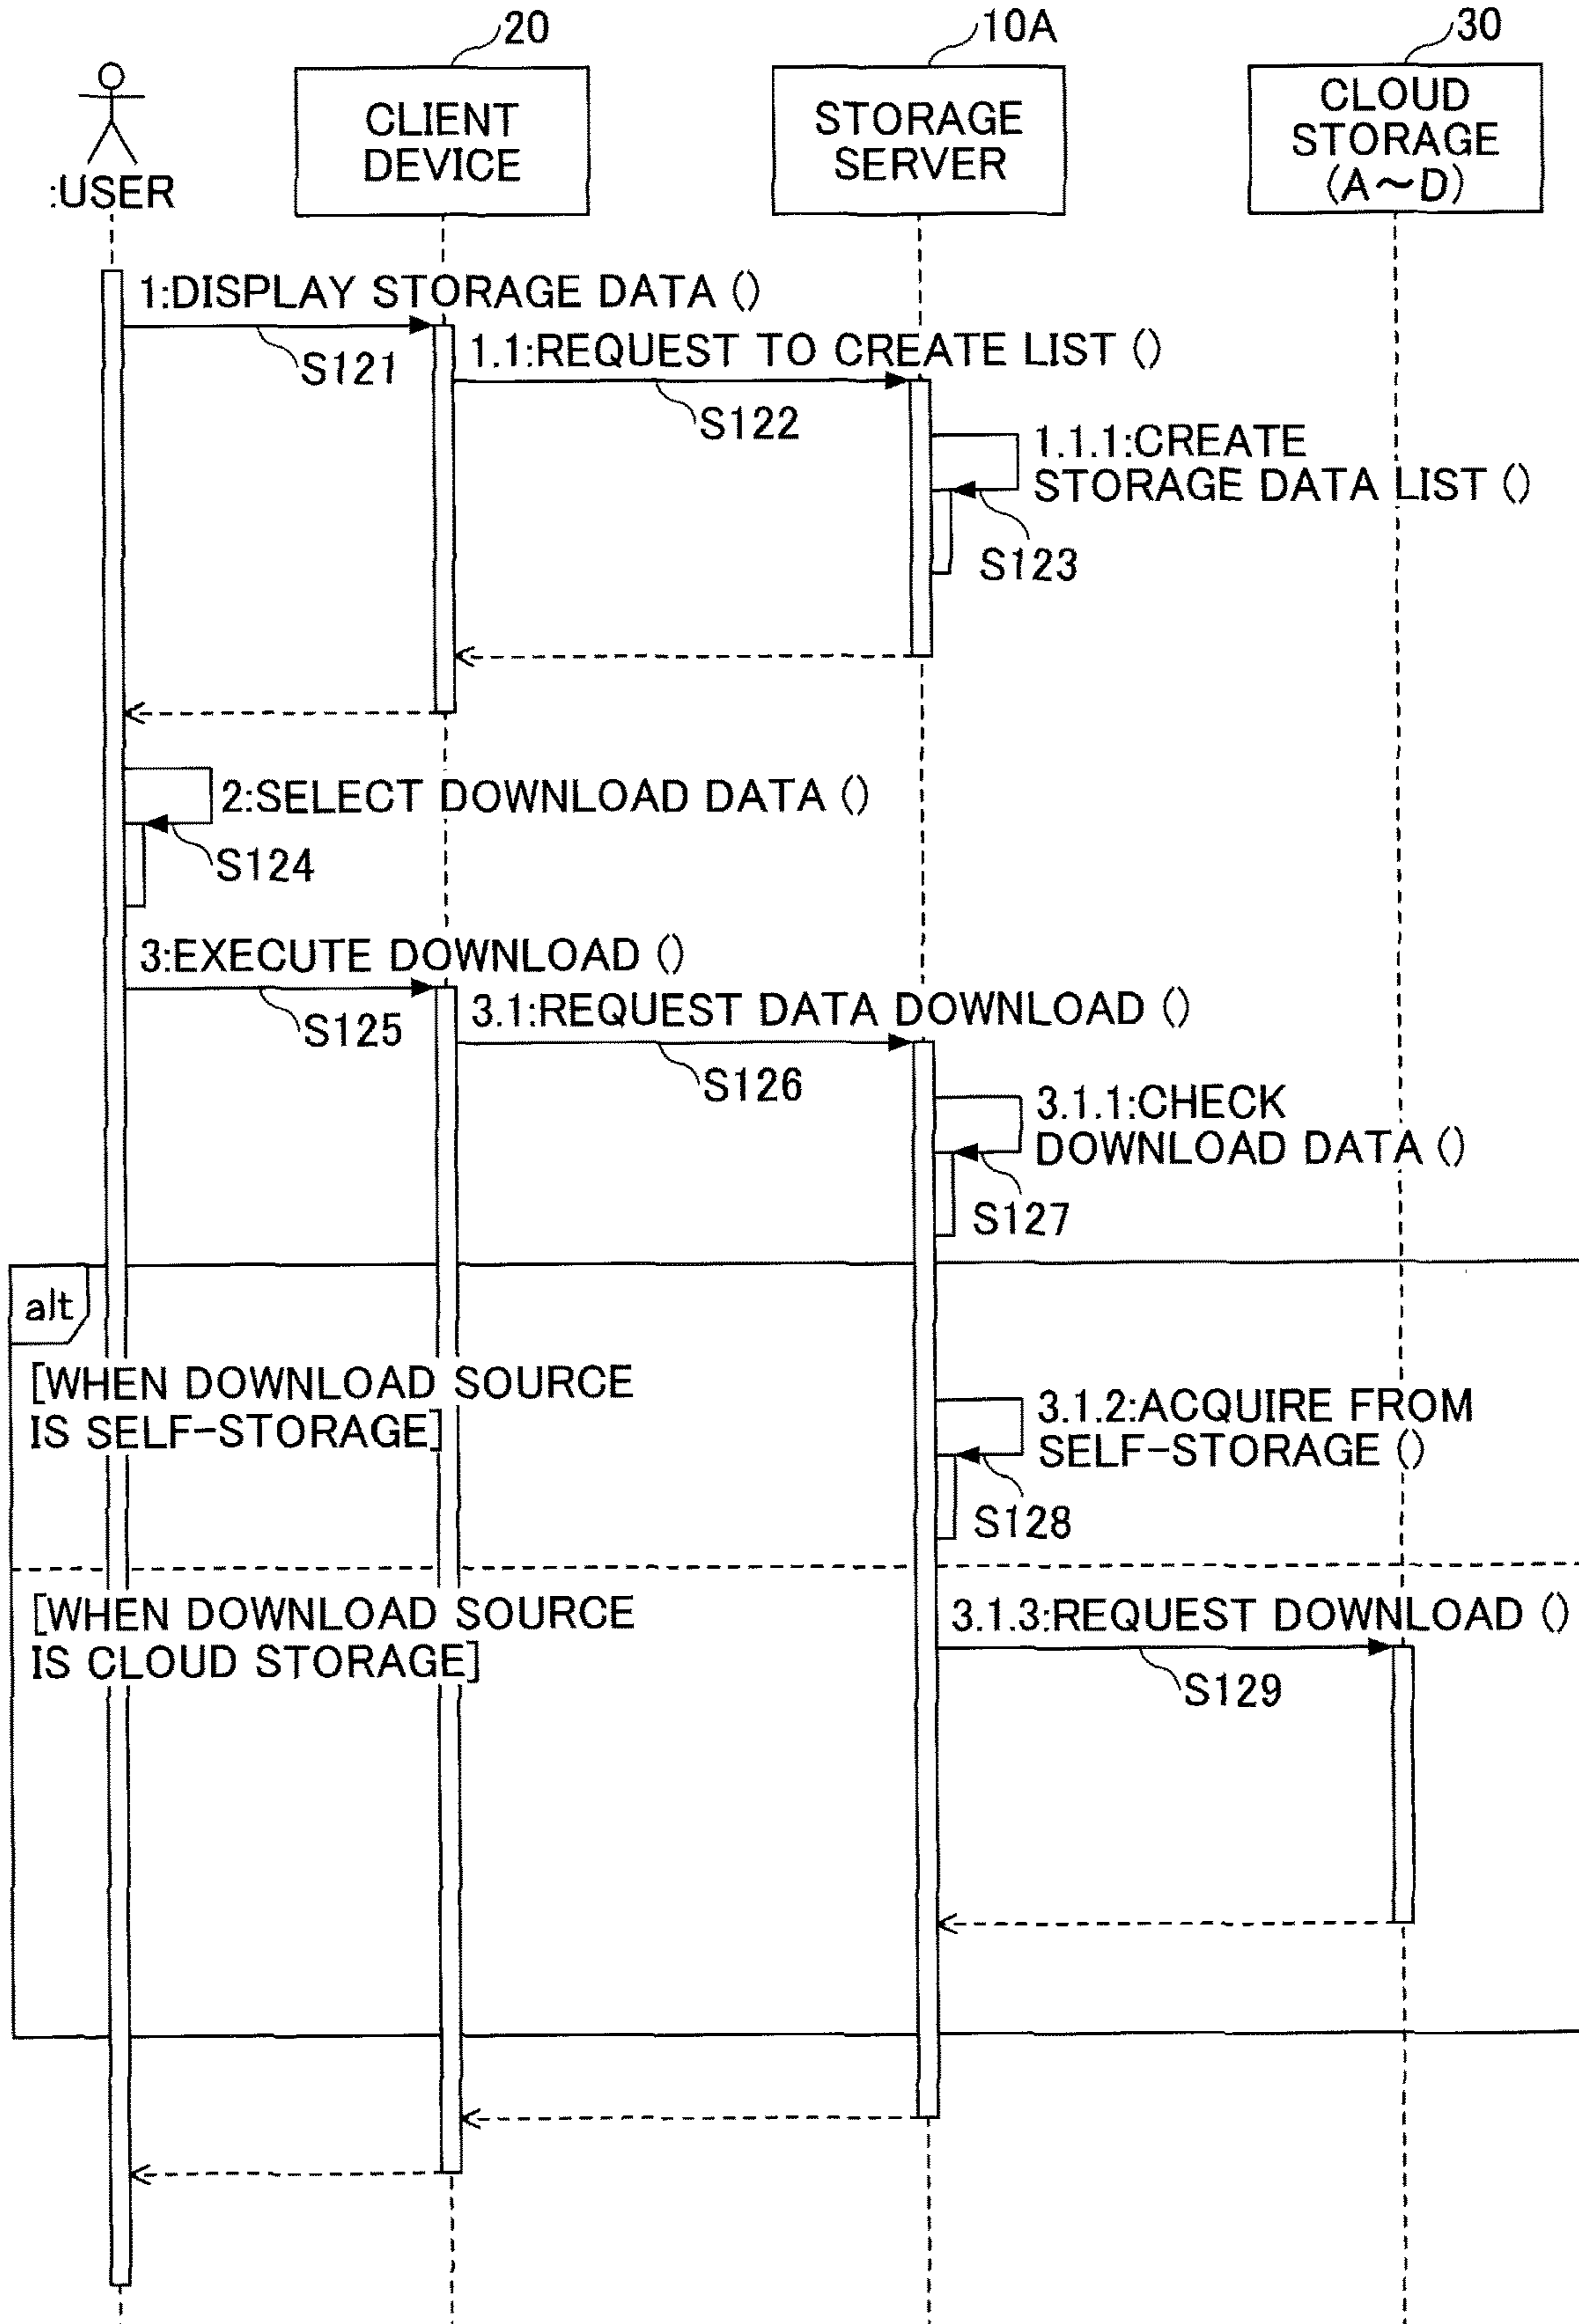 20
10A
30
:USER
CLIENT
DEVICE
STORAGE
SERVER
CLOUD
STORAGE
(A～D)
1:DISPLAY STORAGE DATA ()
S121
1.1:REQUEST TO CREATE LIST ()
S122
1.1.1:CREATE
STORAGE DATA LIST ()
S123
2:SELECT DOWNLOAD DATA ()
S124
3:EXECUTE DOWNLOAD ()
S125
3.1:REQUEST DATA DOWNLOAD ()
S126
3.1.1:CHECK
DOWNLOAD DATA ()
S127
alt
[WHEN DOWNLOAD SOURCE
IS SELF-STORAGE]
3.1.2:ACQUIRE FROM
SELF-STORAGE ()
S128
[WHEN DOWNLOAD SOURCE
IS CLOUD STORAGE]
3.1.3:REQUEST DOWNLOAD ()
S129